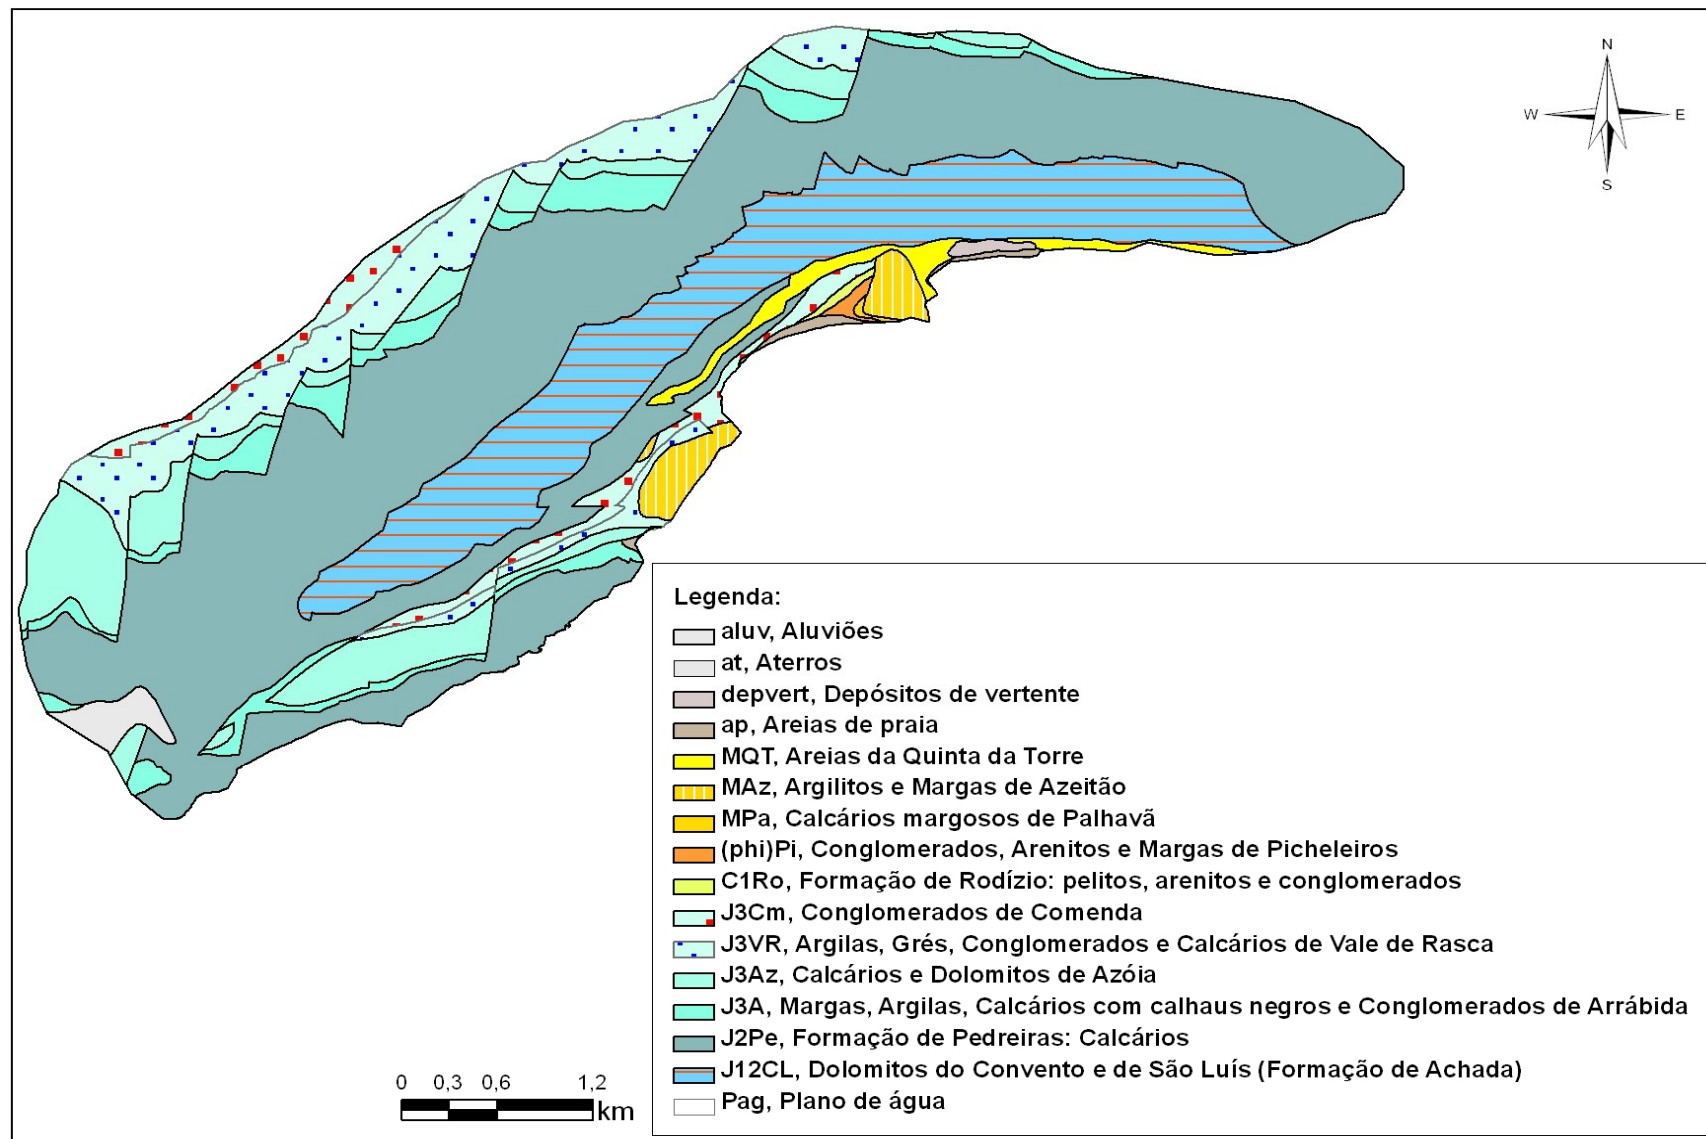 N
W
E
S
Legenda:
aluv, Aluviões
at, Aterros
depvert, Depósitos de vertente
ap, Areias de praia
MQT, Areias da Quinta da Torre
MAz, Argilitos e Margas de Azeitão
MPa, Calcários margosos de Palhavã
(phi)Pi, Conglomerados, Arenitos e Margas de Picheleiros
C1Ro, Formação de Rodízio: pelitos, arenitos e conglomerados
J3Cm, Conglomerados de Comenda
J3VR, Argilas, Grés, Conglomerados e Calcários de Vale de Rasca
J3Az, Calcários e Dolomitos de Azóia
J3A, Margas, Argilas, Calcários com calhaus negros e Conglomerados de Arrábida
J2Pe, Formação de Pedreiras: Calcários
J12CL, Dolomitos do Convento e de São Luís (Formação de Achada)
Pag, Plano de água
0 0,3 0,6 1,2
km